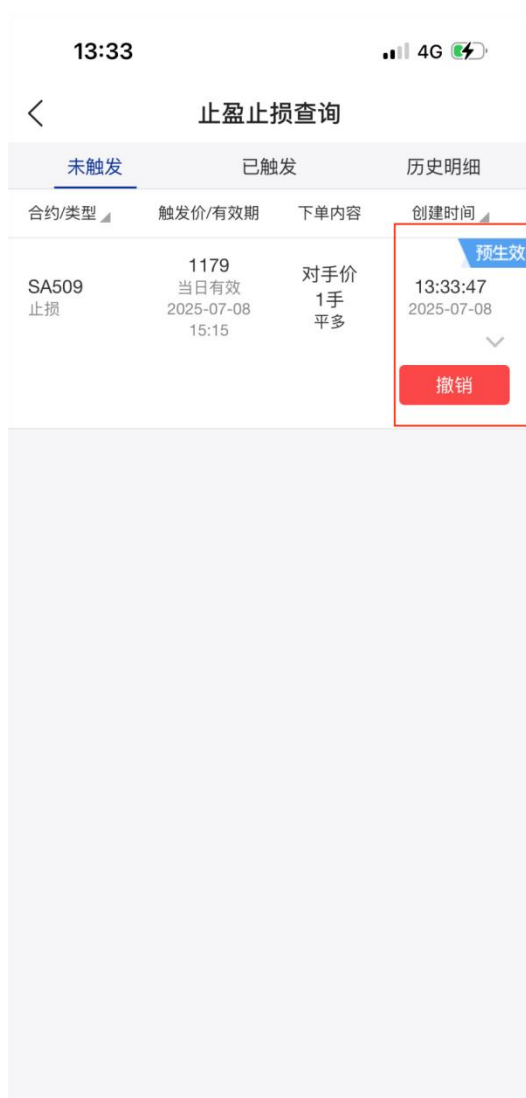 13:33
4G
止盈止损查询
未触发 已触发 历史明细
合约/类型 触发价/有效期 下单内容 创建时间
预生效
SA509
止损
1179
当日有效
2025-07-08
15:15
对手价
1手
平多
13:33:47
2025-07-08
撤销